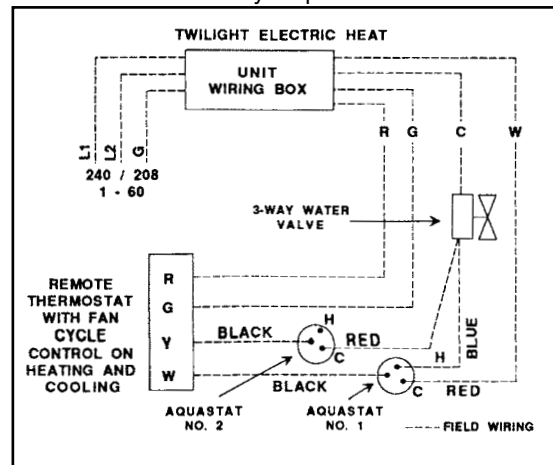 TWILIGHT ELECTRIC HEAT
UNIT
WIRING BOX
L1
L2
G
240 / 208
1 - 60
R G C W
3-WAY WATER
VALVE
REMOTE
THERMOSTAT
WITH FAN
CYCLE
CONTROL ON
HEATING AND
COOLING
R
G
Y
W
BLACK
H
C
RED
BLUE
BLACK
H
C
RED
AQUASTAT
NO. 2
AQUASTAT
NO. 1
FIELD WIRING